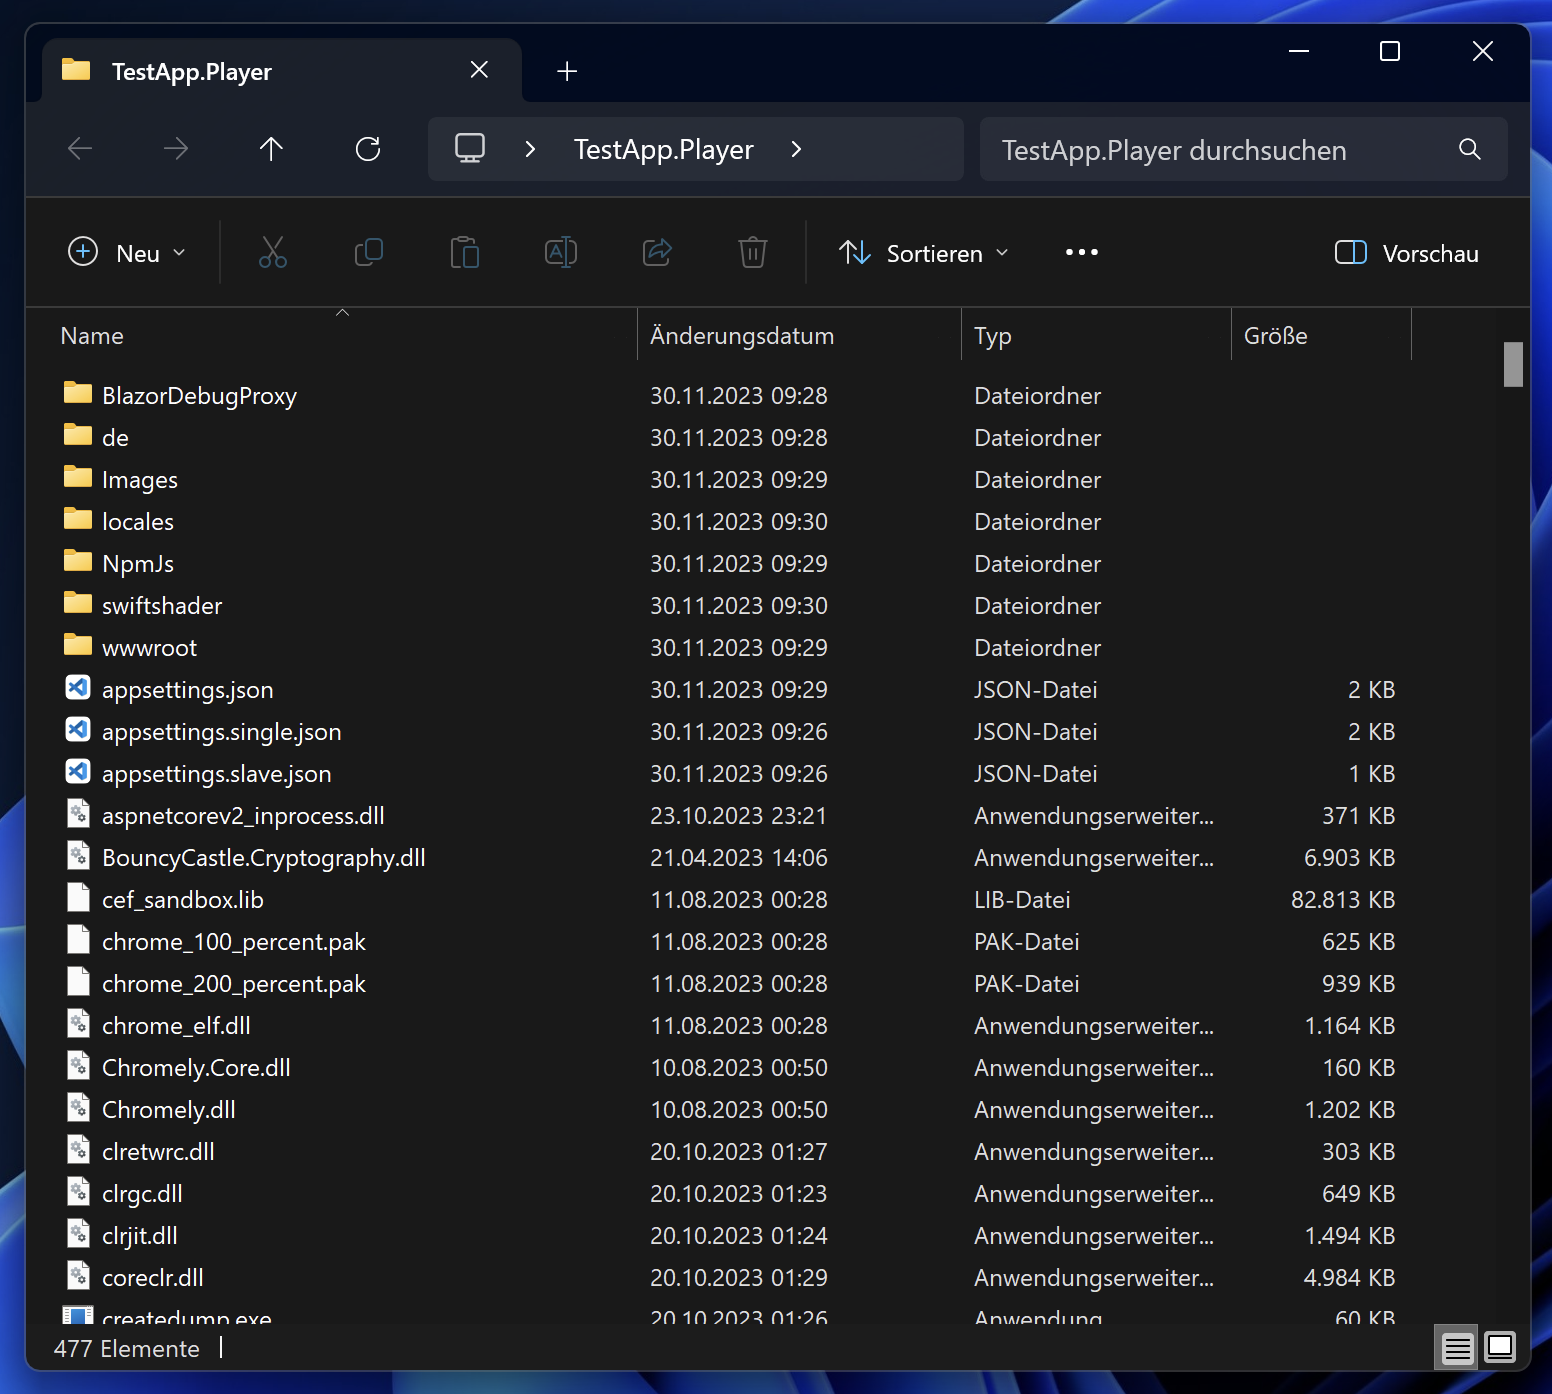 TestApp.Player
TestApp.Player
TestApp.Player durchsuchen
Neu
Sortieren
Vorschau
Name Änderungsdatum Typ Größe
BlazorDebugProxy 30.11.2023 09:28 Dateiordner
de 30.11.2023 09:28 Dateiordner
Images 30.11.2023 09:29 Dateiordner
locales 30.11.2023 09:30 Dateiordner
NpmJs 30.11.2023 09:29 Dateiordner
swiftshader 30.11.2023 09:30 Dateiordner
wwwroot 30.11.2023 09:29 Dateiordner
appsettings.json 30.11.2023 09:29 JSON-Datei 2 KB
appsettings.single.json 30.11.2023 09:26 JSON-Datei 2 KB
appsettings.slave.json 30.11.2023 09:26 JSON-Datei 1 KB
aspnetcorev2_inprocess.dll 23.10.2023 23:21 Anwendungserweiter... 371 KB
BouncyCastle.Cryptography.dll 21.04.2023 14:06 Anwendungserweiter... 6.903 KB
cef_sandbox.lib 11.08.2023 00:28 LIB-Datei 82.813 KB
chrome_100_percent.pak 11.08.2023 00:28 PAK-Datei 625 KB
chrome_200_percent.pak 11.08.2023 00:28 PAK-Datei 939 KB
chrome_elf.dll 11.08.2023 00:28 Anwendungserweiter... 1.164 KB
Chromely.Core.dll 10.08.2023 00:50 Anwendungserweiter... 160 KB
Chromely.dll 10.08.2023 00:50 Anwendungserweiter... 1.202 KB
clretwrc.dll 20.10.2023 01:27 Anwendungserweiter... 303 KB
clrgc.dll 20.10.2023 01:23 Anwendungserweiter... 649 KB
clrjit.dll 20.10.2023 01:24 Anwendungserweiter... 1.494 KB
coreclr.dll 20.10.2023 01:29 Anwendungserweiter... 4.984 KB
createdump.exe 20.10.2023 01:26 Anwendung 60 KB
477 Elemente